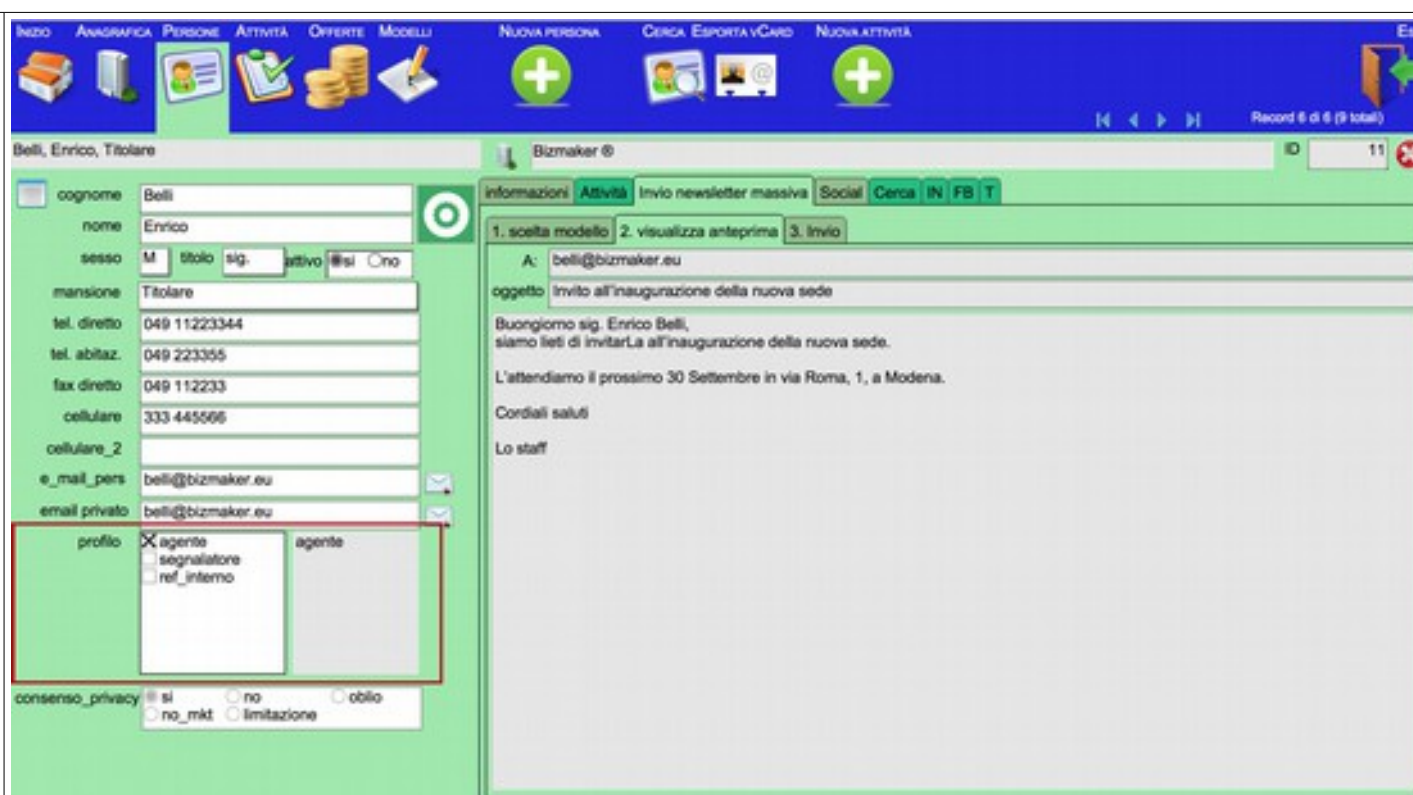 Inizio Anagrafica Persone Attività Offerte Modelli Nuova persona Cerca Esporta vCard Nuova attività Es
Record 6 di 6 (9 totali)
Belli, Enrico, Titolare
Bizmaker ®
ID 11
cognome Belli
nome Enrico
sesso M titolo sig. attivo si no
mansione Titolare
tel. diretto 049 11223344
tel. abitaz. 049 223355
fax diretto 049 112233
cellulare 333 445566
cellulare_2
e_mail_pers belli@bizmaker.eu
email privato belli@bizmaker.eu
profilo agente agente
segnalatore
ref_interno
consenso_privacy si no oblio
no_mkt limitazione
informazioni Attività Invio newsletter massiva Social Cerca IN FB T
1. scelta modello 2. visualizza anteprima 3. Invio
A: belli@bizmaker.eu
oggetto Invito all'inaugurazione della nuova sede
Buongiorno sig. Enrico Belli,
siamo lieti di invitarLa all'inaugurazione della nuova sede.
L'attendiamo il prossimo 30 Settembre in via Roma, 1, a Modena.
Cordiali saluti
Lo staff